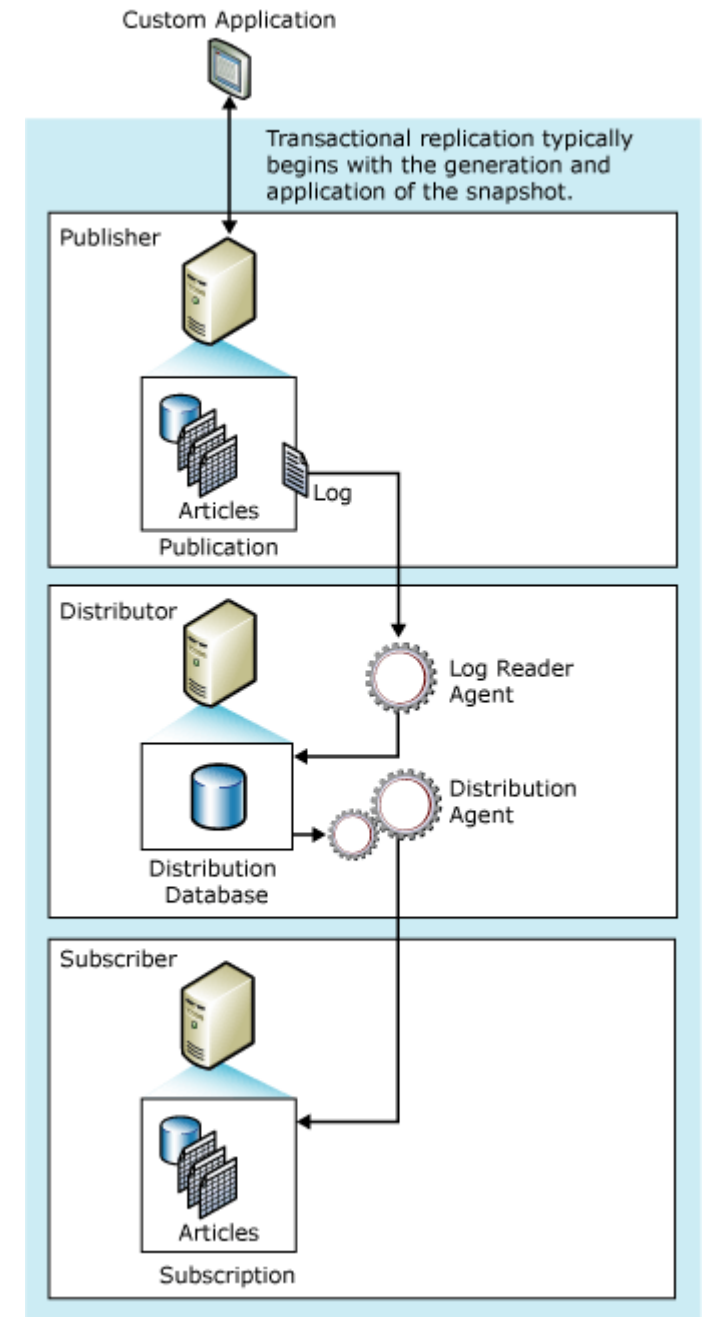 Custom Application
Transactional replication typically
begins with the generation and
application of the snapshot.
Publisher
Articles
Log
Publication
Distributor
Log Reader
Agent
Distribution
Agent
Distribution
Database
Subscriber
Articles
Subscription